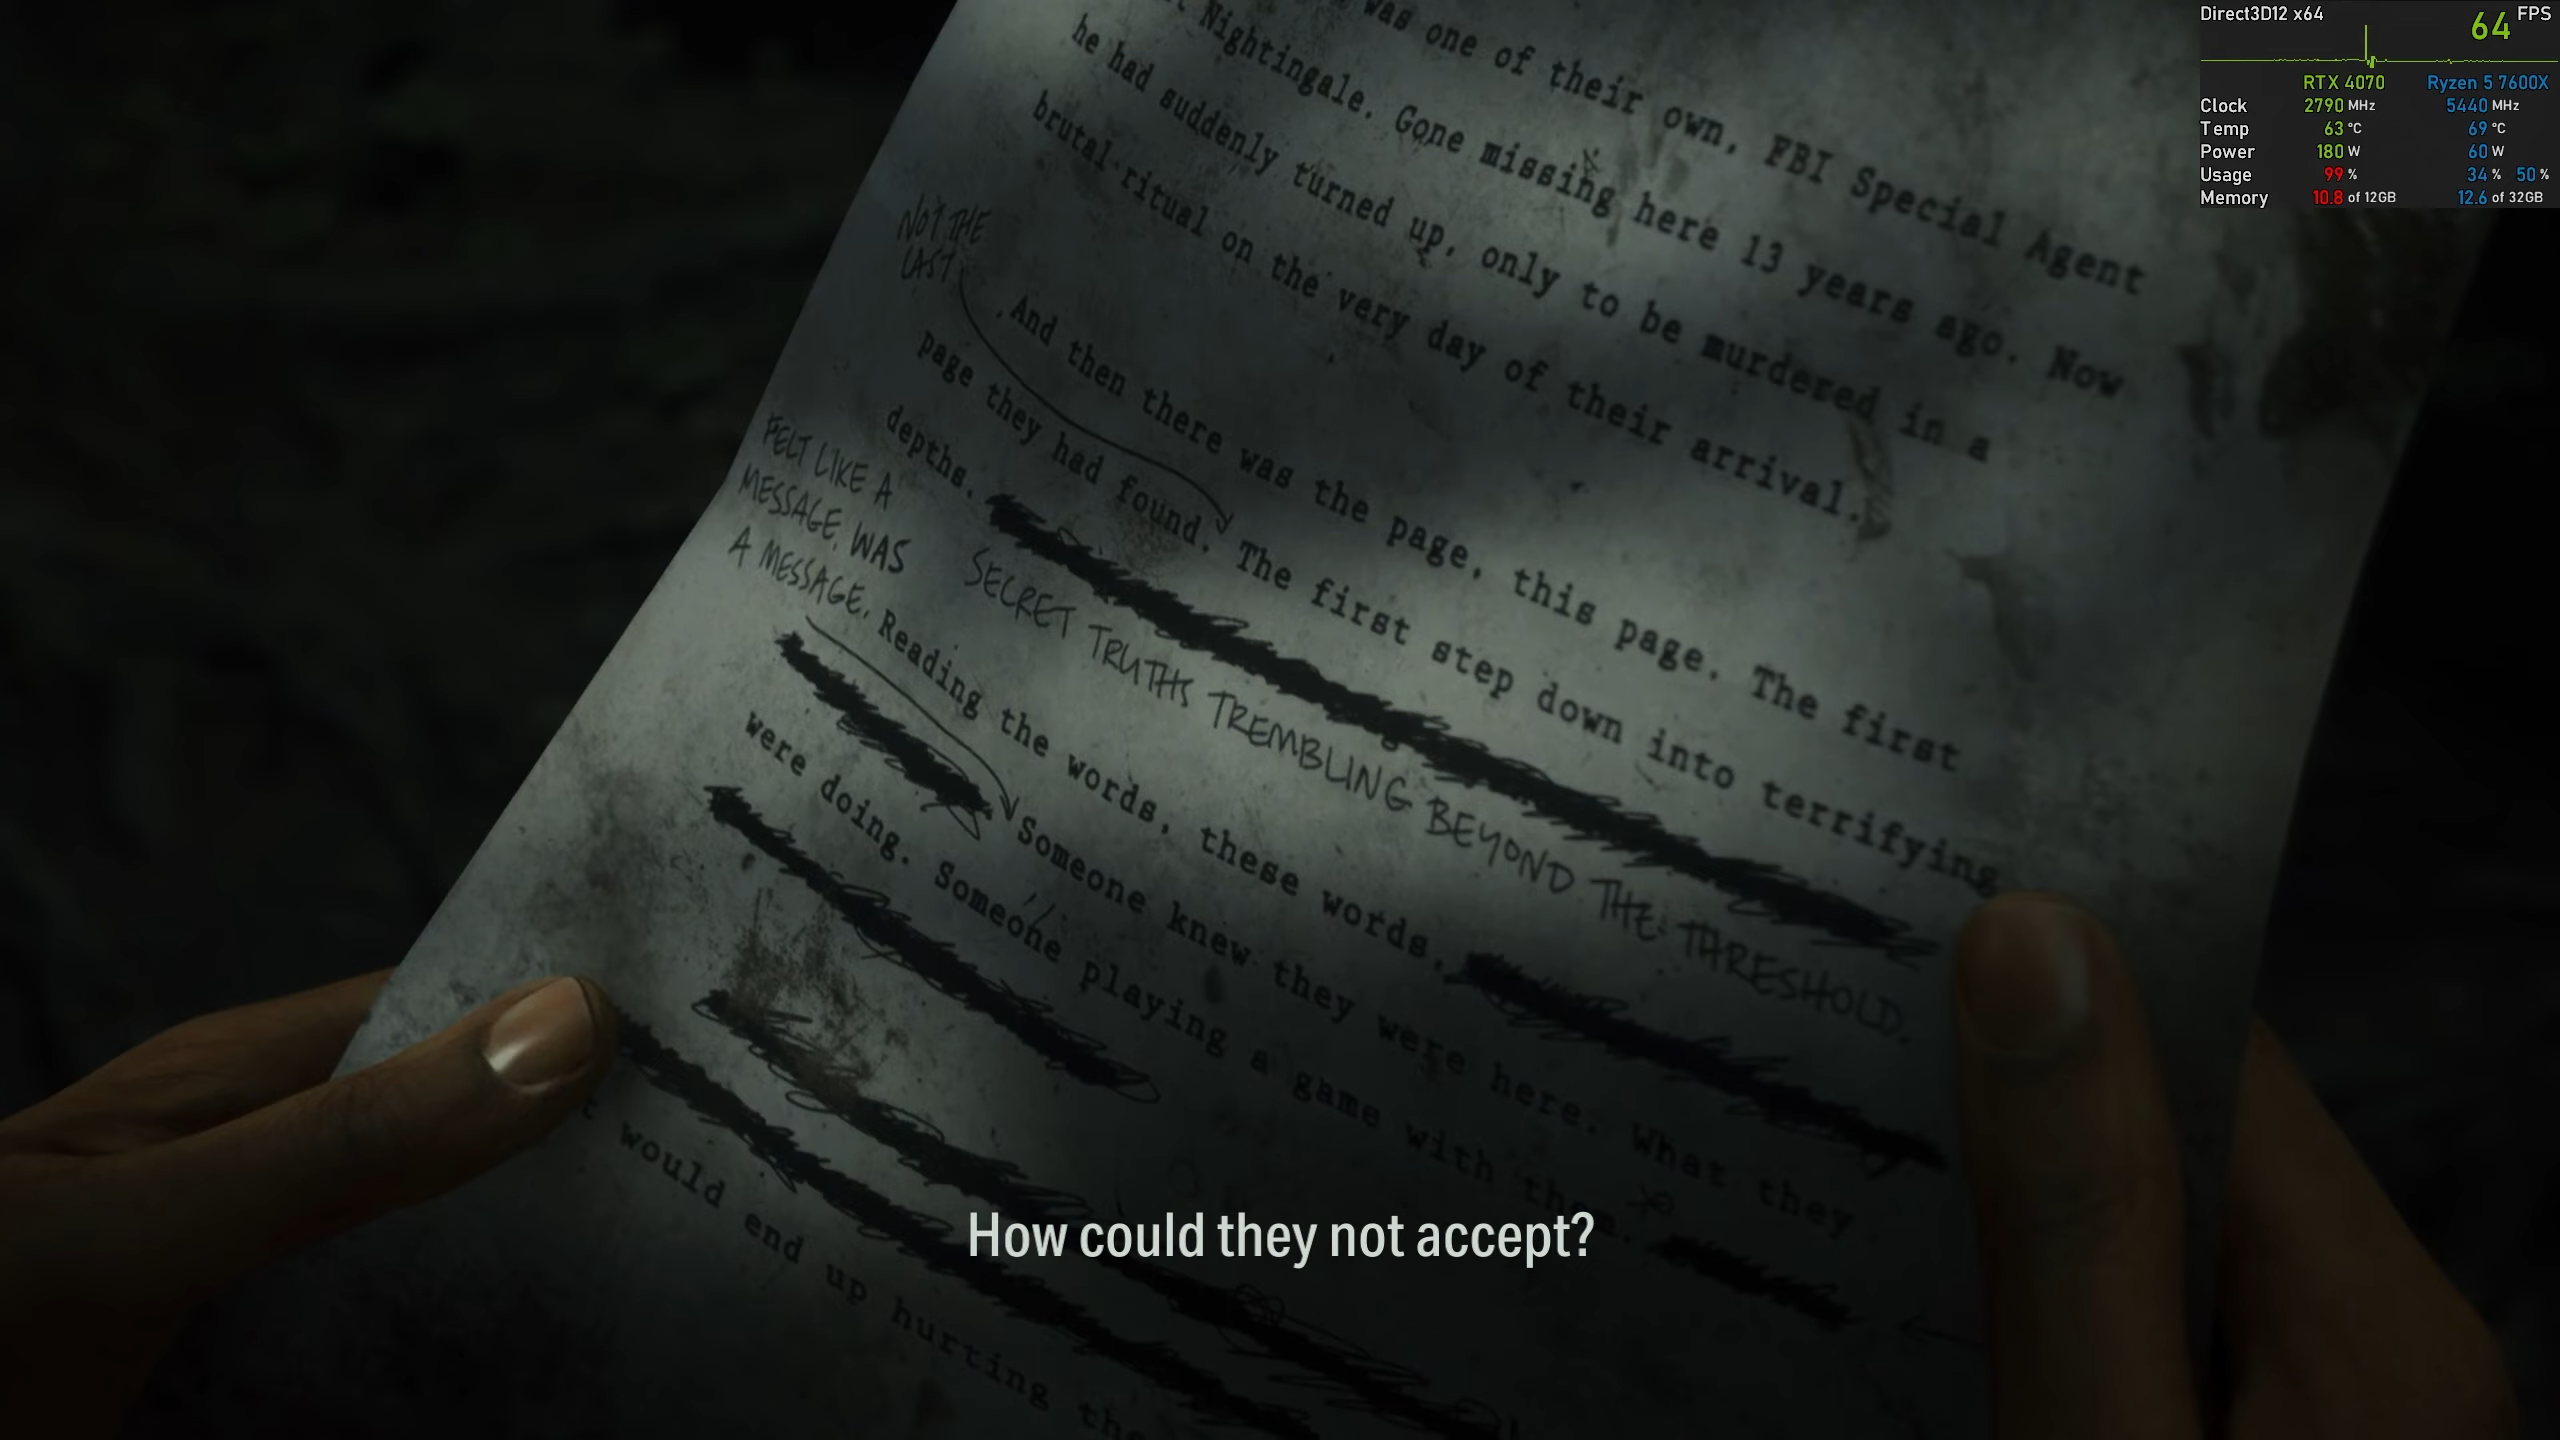 was one of their own, FBI Special Agent
Nightingale. Gone missing here 13 years ago. Now
he had suddenly turned up, only to be murdered in a
brutal ritual on the very day of their arrival.
NOT THE
LAST
And then there was the page, this page. The first
page they had found. The first step down into terrifying
depths.
SECRET TRUTHS TREMBLING BEYOND THE THRESHOLD.
FELT LIKE A
MESSAGE, WAS
A MESSAGE.
Reading the words, these words,
Someone knew they were here. What they
were doing. Someone playing a game with them.
would end up hurting
How could they not accept?
Direct3D12 x64 64 FPS
RTX 4070 Ryzen 5 7600X
Clock 2790 MHz 5440 MHz
Temp 63 °C 69 °C
Power 180 W 60 W
Usage 99 % 34 % 50 %
Memory 10.8 of 12GB 12.6 of 32GB